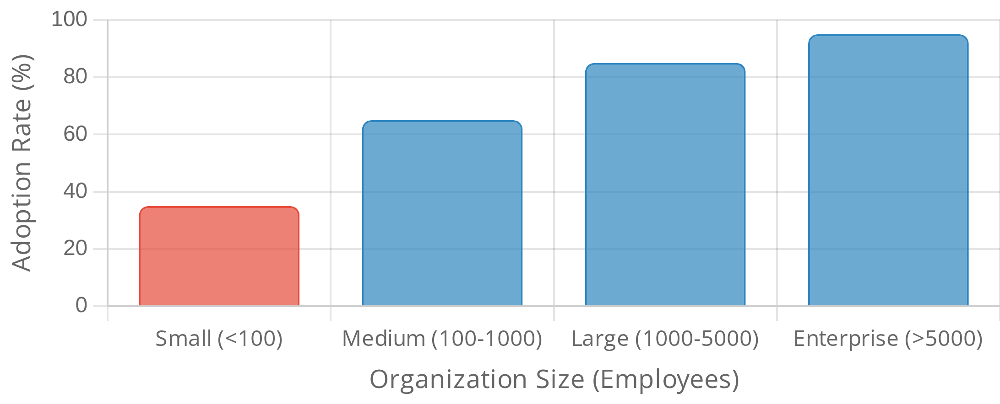 Adoption Rate (%)
100
80
60
40
20
0
Small (<100)
Medium (100-1000)
Large (1000-5000)
Enterprise (>5000)
Organization Size (Employees)